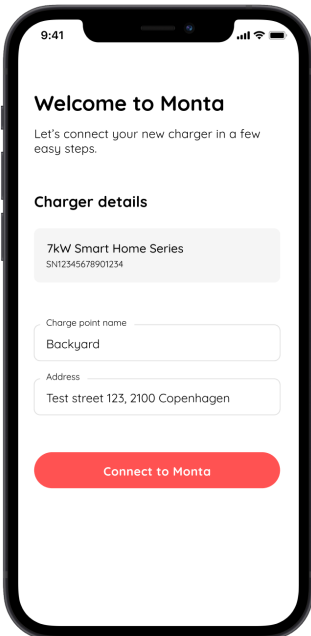 9:41
Welcome to Monta
Let's connect your new charger in a few
easy steps.
Charger details
7kW Smart Home Series
SN12345678901234
Charge point name
Backyard
Address
Test street 123, 2100 Copenhagen
Connect to Monta